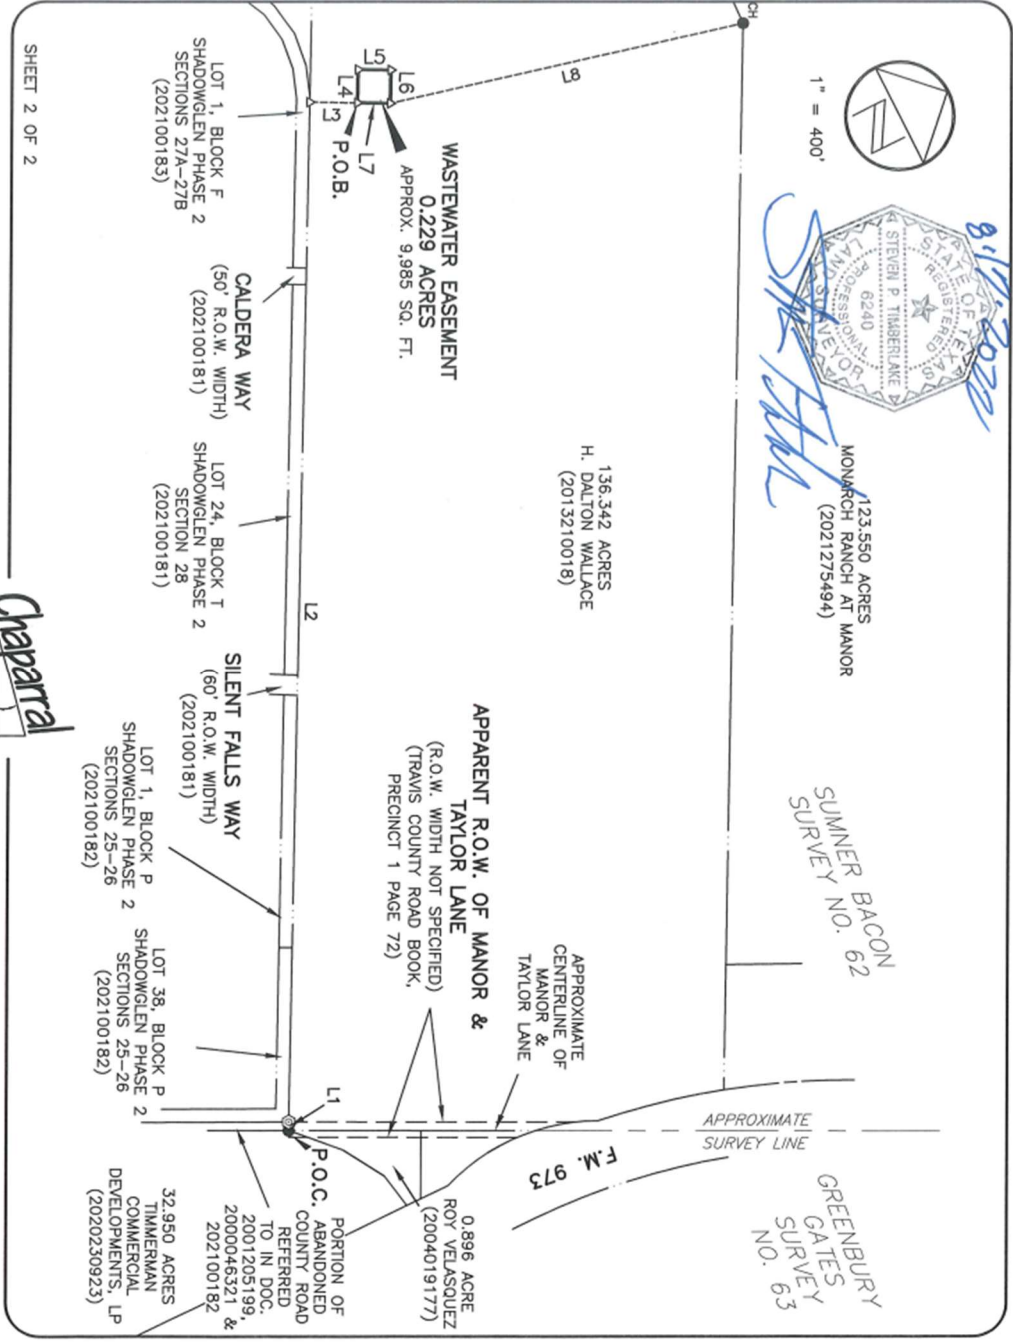 1" = 400'
N
8/12/2022
STATE OF TEXAS
REGISTERED
STEVEN P. TIMBERLAKE
6240
PROFESSIONAL
LAND SURVEYOR
123.550 ACRES
MONARCH RANCH AT MANOR
(2021275494)
SUMNER BACON
SURVEY NO. 62
GREENBURY
GATES
SURVEY
NO. 63
CH
L8
136.342 ACRES
H. DALTON WALLACE
(2013210018)
APPROXIMATE
SURVEY LINE
F.M. 973
APPROXIMATE
CENTERLINE OF
MANOR &
TAYLOR LANE
WASTEWATER EASEMENT
0.229 ACRES
APPROX. 9,985 SQ. FT.
APPARENT R.O.W. OF MANOR &
TAYLOR LANE
(R.O.W. WIDTH NOT SPECIFIED)
(TRAVIS COUNTY ROAD BOOK,
PRECINCT 1 PAGE 72)
0.896 ACRE
ROY VELASQUEZ
(2004019177)
L5
L6
L4
L7
L3
P.O.B.
L2
L1
P.O.C.
PORTION OF
ABANDONED
COUNTY ROAD
REFERRED
TO IN DOC.
2001205199,
2000046321 &
202100182
LOT 1, BLOCK F
SHADOWGLEN PHASE 2
SECTIONS 27A-27B
(202100183)
CALDERA WAY
(50' R.O.W. WIDTH)
(202100181)
LOT 24, BLOCK T
SHADOWGLEN PHASE 2
SECTION 28
(202100181)
SILENT FALLS WAY
(60' R.O.W. WIDTH)
(202100181)
LOT 1, BLOCK P
SHADOWGLEN PHASE 2
SECTIONS 25-26
(202100182)
LOT 38, BLOCK P
SHADOWGLEN PHASE 2
SECTIONS 25-26
(202100182)
32.950 ACRES
TIMMERMAN
COMMERCIAL
DEVELOPMENTS, LP
(2020230923)
SHEET 2 OF 2
Chaparral